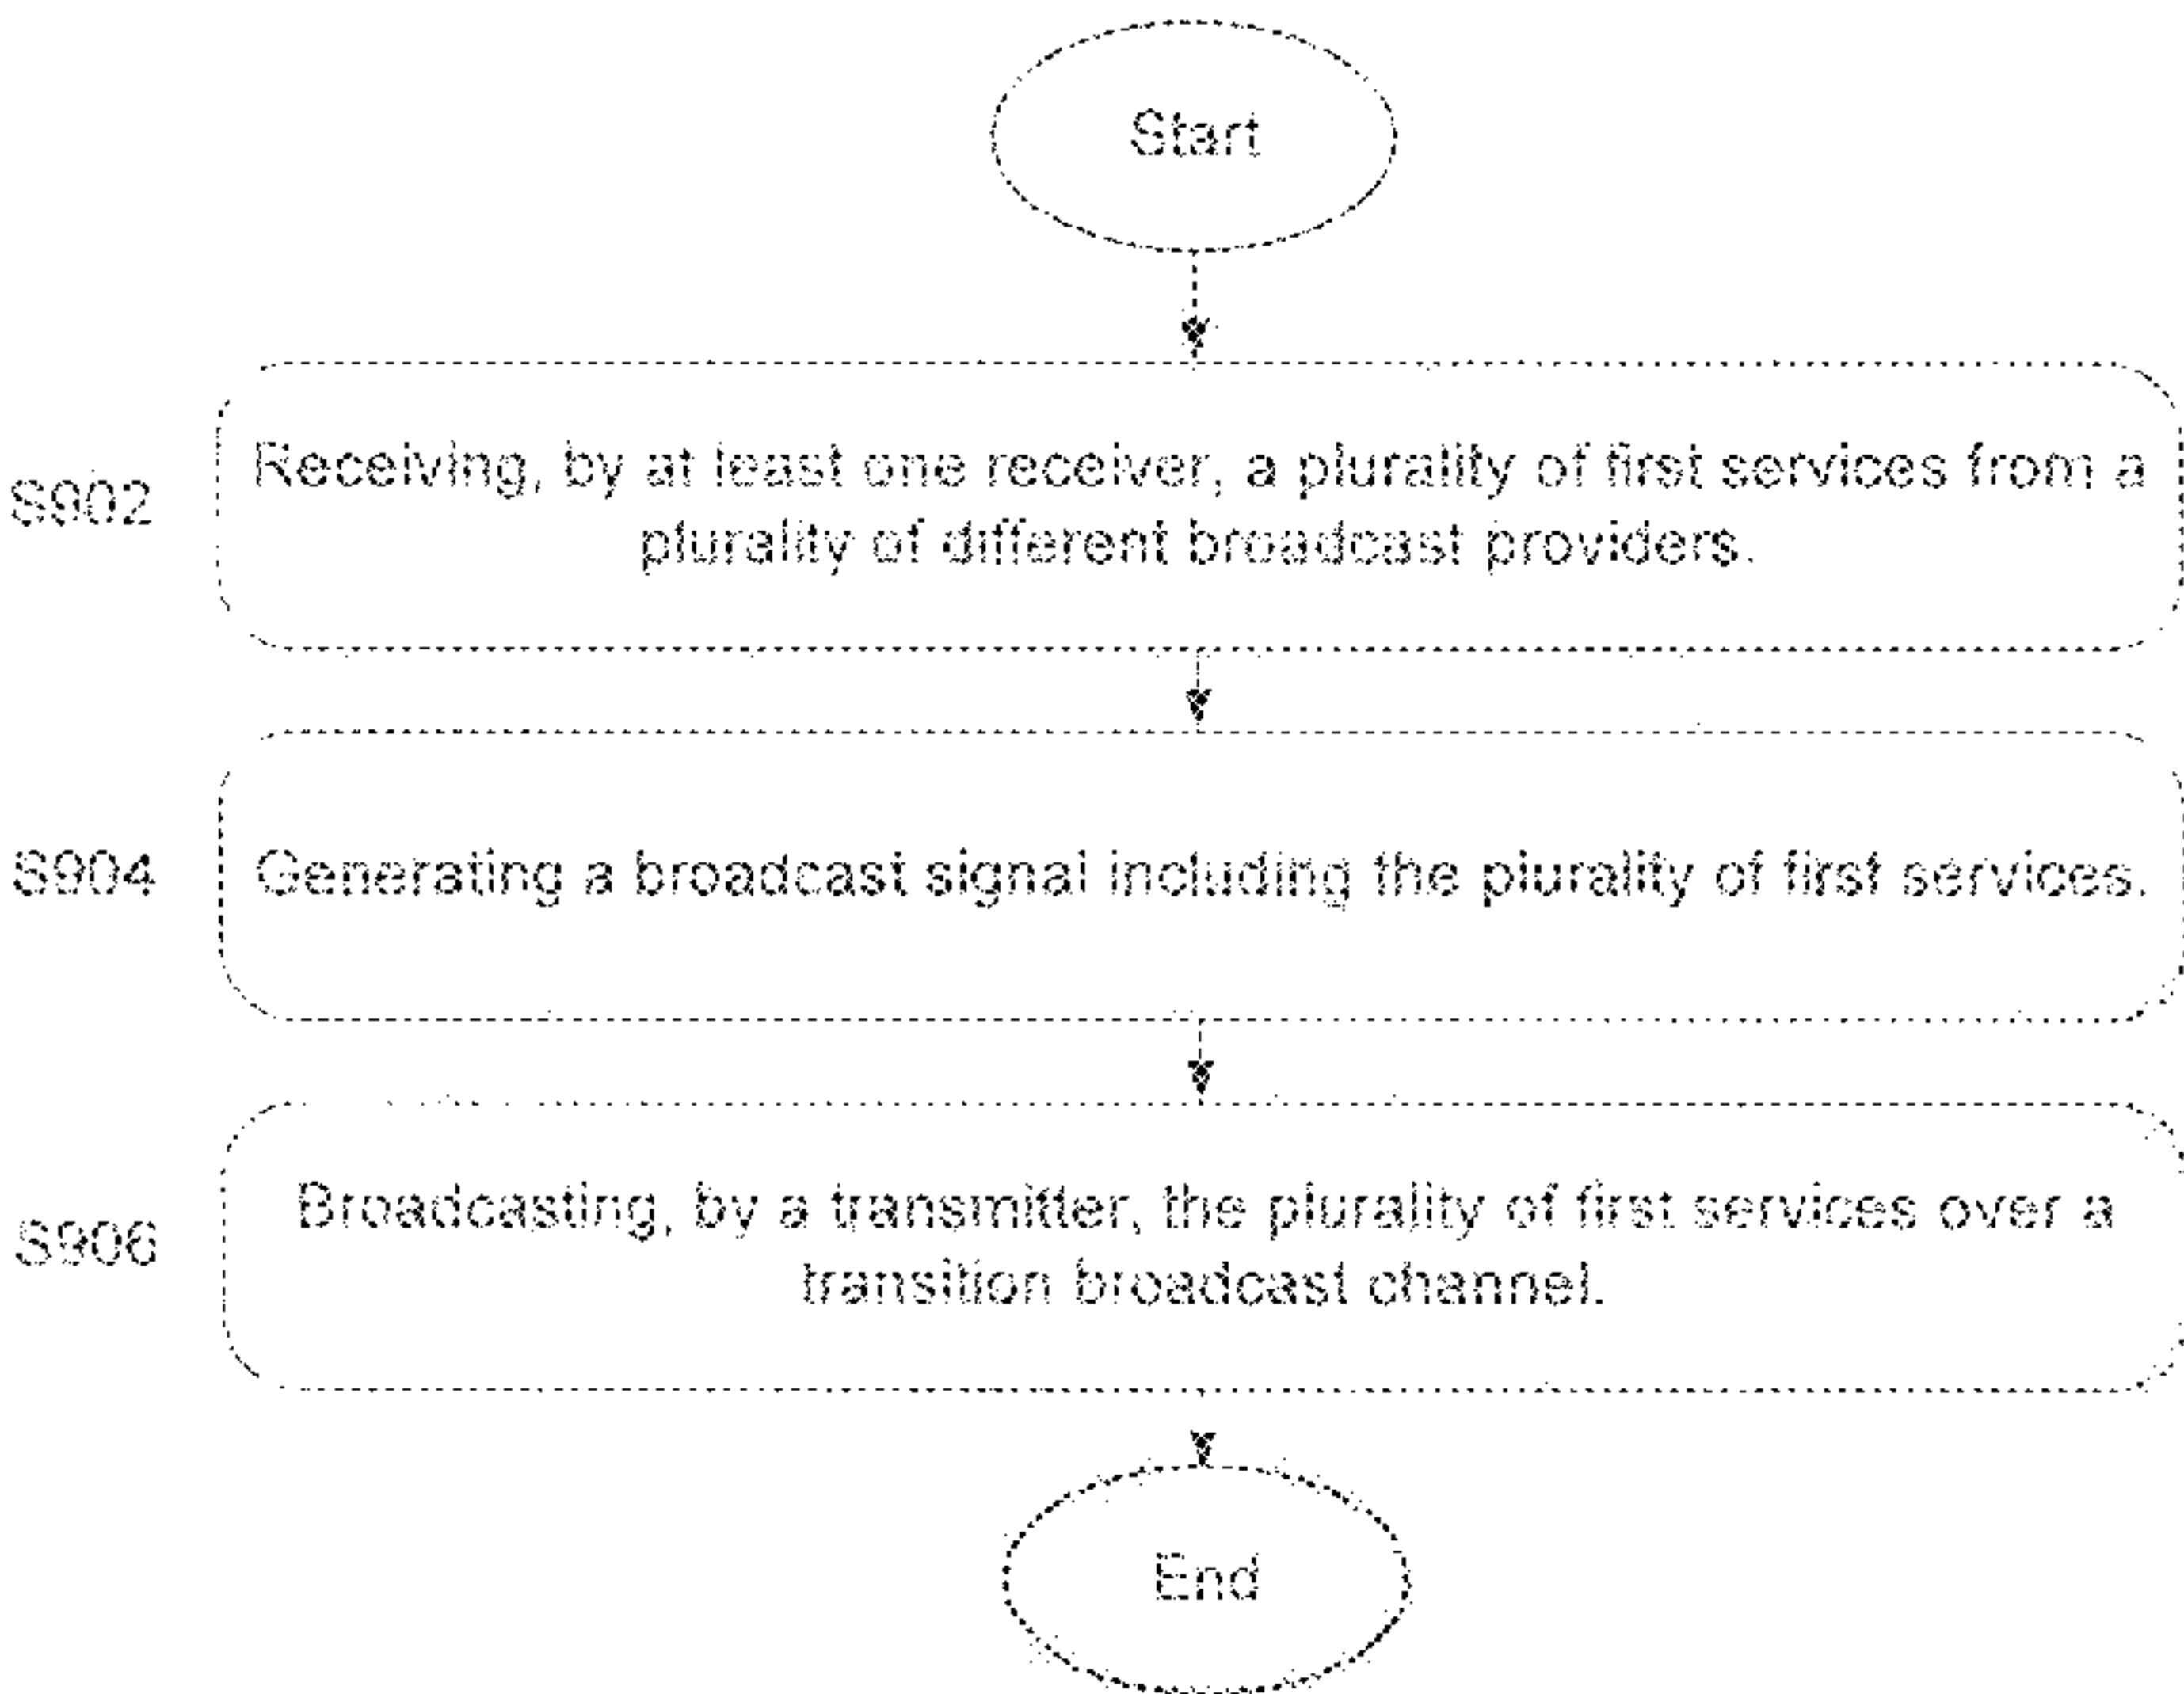 Start
S902
Receiving, by at least one receiver, a plurality of first services from a
plurality of different broadcast providers.
S904
Generating a broadcast signal including the plurality of first services.
S906
Broadcasting, by a transmitter, the plurality of first services over a
transition broadcast channel.
End